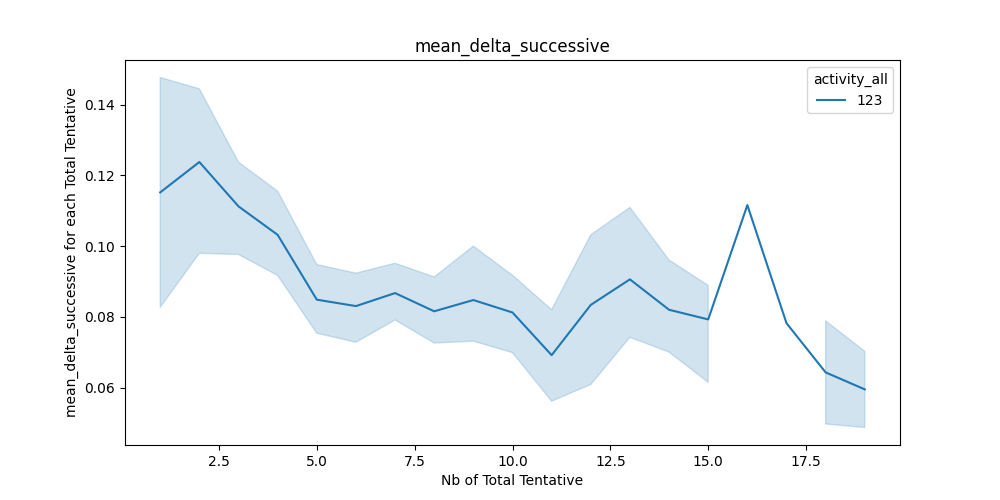 mean_delta_successive
activity_all
123
mean_delta_successive for each Total Tentative
0.14
0.12
0.10
0.08
0.06
2.5 5.0 7.5 10.0 12.5 15.0 17.5
Nb of Total Tentative